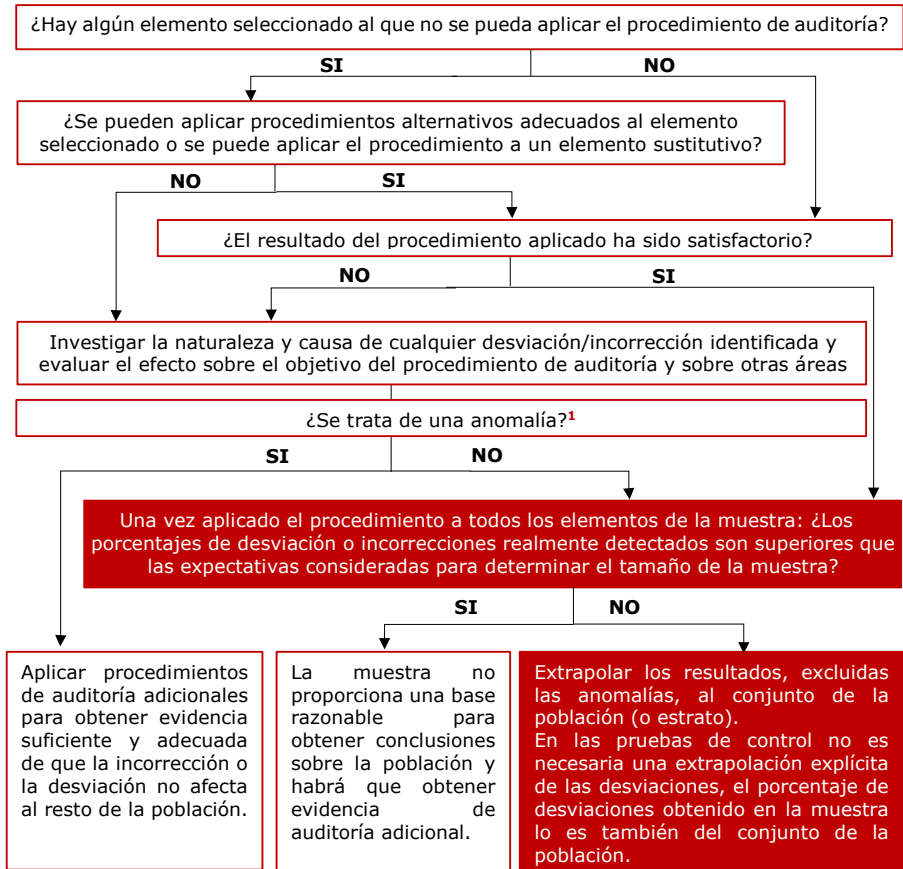 ¿Hay algún elemento seleccionado al que no se pueda aplicar el procedimiento de auditoría?
SI
NO
¿Se pueden aplicar procedimientos alternativos adecuados al elemento
seleccionado o se puede aplicar el procedimiento a un elemento sustitutivo?
NO
SI
¿El resultado del procedimiento aplicado ha sido satisfactorio?
NO
SI
Investigar la naturaleza y causa de cualquier desviación/incorrección identificada y
evaluar el efecto sobre el objetivo del procedimiento de auditoría y sobre otras áreas
¿Se trata de una anomalía?¹
SI
NO
Una vez aplicado el procedimiento a todos los elementos de la muestra: ¿Los
porcentajes de desviación o incorrecciones realmente detectados son superiores que
las expectativas consideradas para determinar el tamaño de la muestra?
SI
NO
Aplicar procedimientos
de auditoría adicionales
para obtener evidencia
suficiente y adecuada
de que la incorrección o
la desviación no afecta
al resto de la población.
La muestra no
proporciona una base
razonable para
obtener conclusiones
sobre la población y
habrá que obtener
evidencia de
auditoría adicional.
Extrapolar los resultados, excluidas
las anomalías, al conjunto de la
población (o estrato).
En las pruebas de control no es
necesaria una extrapolación explícita
de las desviaciones, el porcentaje de
desviaciones obtenido en la muestra
lo es también del conjunto de la
población.